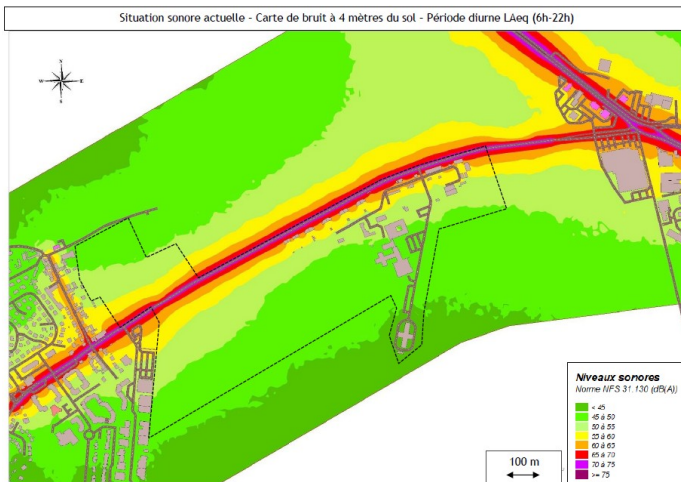 Situation sonore actuelle - Carte de bruit à 4 mètres du sol - Période diurne LAeq (6h-22h)
N
W E
S
Niveaux sonores
Norme NFS 31.130 (dB(A))
< 45
45 à 50
50 à 55
55 à 60
60 à 65
65 à 70
70 à 75
>= 75
100 m